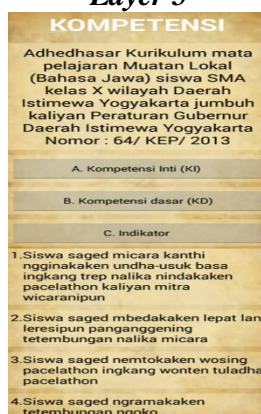 Layer 3
KOMPETENSI
Adhedhasar Kurikulum mata
pelajaran Muatan Lokal
(Bahasa Jawa) siswa SMA
kelas X wilayah Daerah
Istimewa Yogyakarta jumbuh
kaliyan Peraturan Gubernur
Daerah Istimewa Yogyakarta
Nomor : 64/ KEP/ 2013
A. Kompetensi Inti (KI)
B. Kompetensi dasar (KD)
C. Indikator
1.Siswa saged micara kanthi
ngginakaken undha-usuk basa
ingkang trep nalika nindakaken
pacelathon kaliyan mitra
wicaranipun
2.Siswa saged mbedakaken lepat lan
leresipun panganggening
tetembungan nalika micara
3.Siswa saged nemtokaken wosing
pacelathon ingkang wonten tuladha
pacelathon
4.Siswa saged ngramakaken
tetembungan ngoko